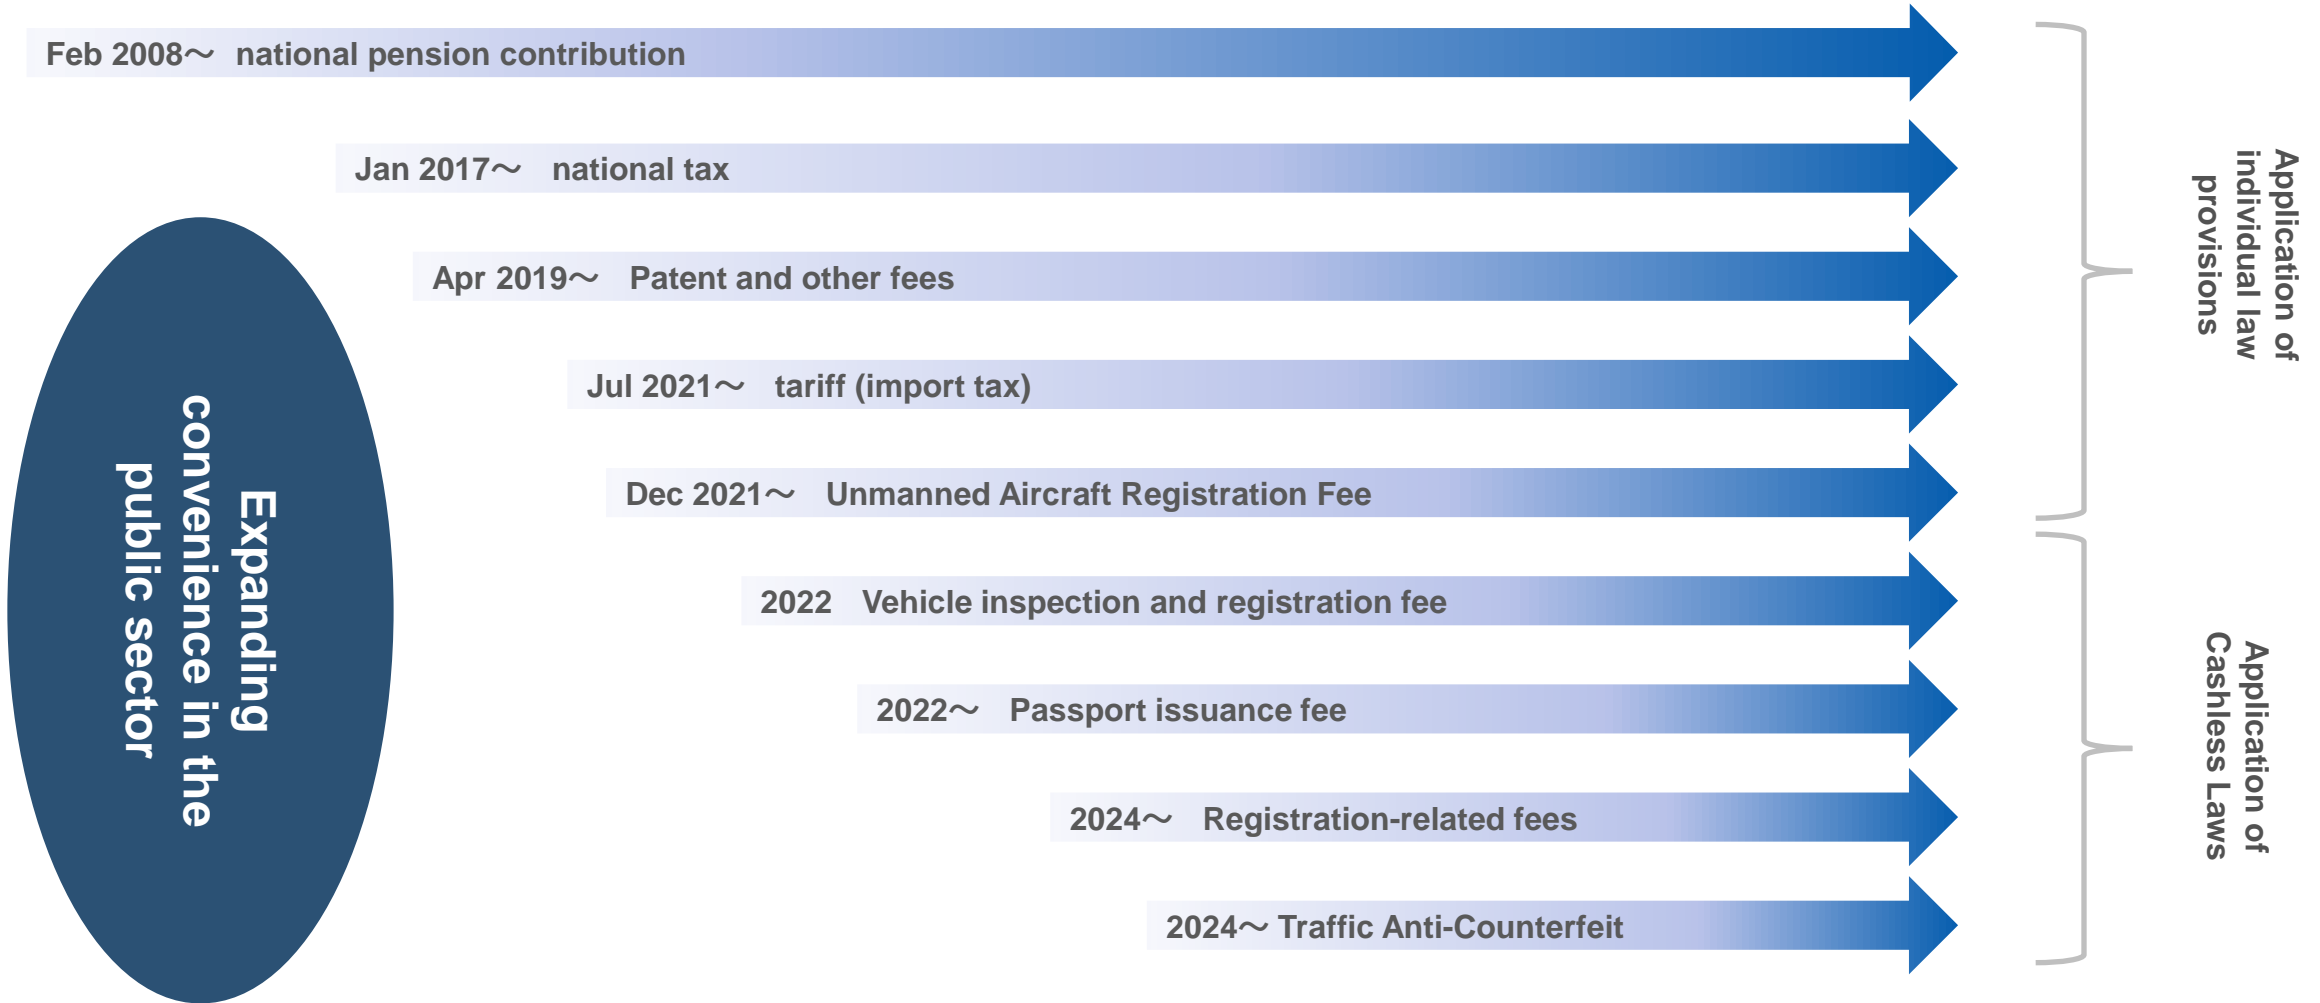 Feb 2008～ national pension contribution
Jan 2017～ national tax
Apr 2019～ Patent and other fees
Jul 2021～ tariff (import tax)
Dec 2021～ Unmanned Aircraft Registration Fee
2022 Vehicle inspection and registration fee
2022～ Passport issuance fee
2024～ Registration-related fees
2024～ Traffic Anti-Counterfeit
Expanding
convenience in the
public sector
Application of
individual law
provisions
Application of
Cashless Laws